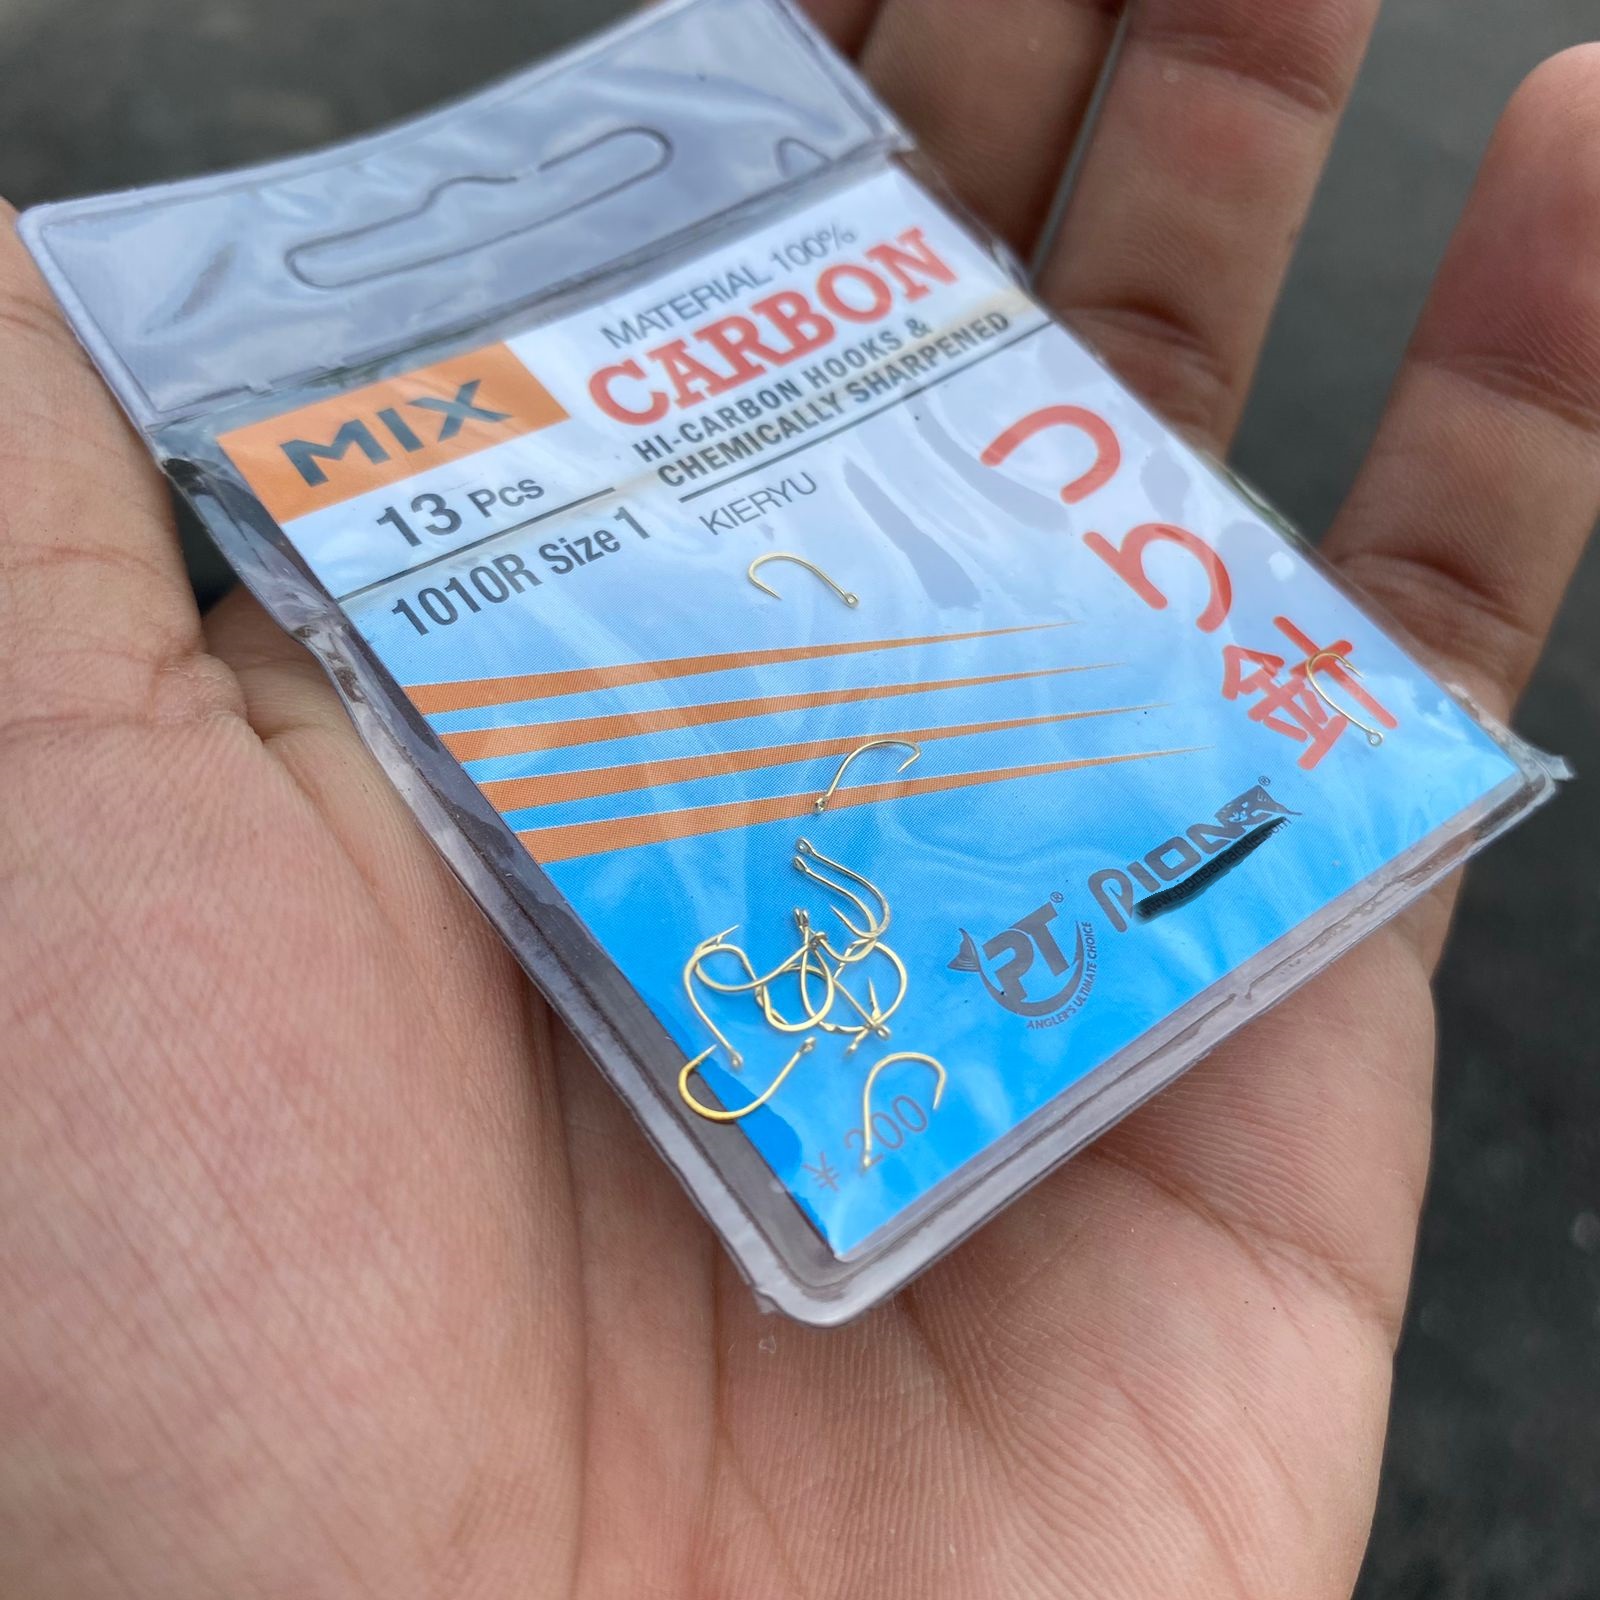 MIX
13 Pcs
1010R Size 1
MATERIAL 100%
CARBON
HI-CARBON HOOKS &
CHEMICALLY SHARPENED
KIERYU
つり針
PT®
ANGLER'S ULTIMATE CHOICE
PIONEER®
¥ 200